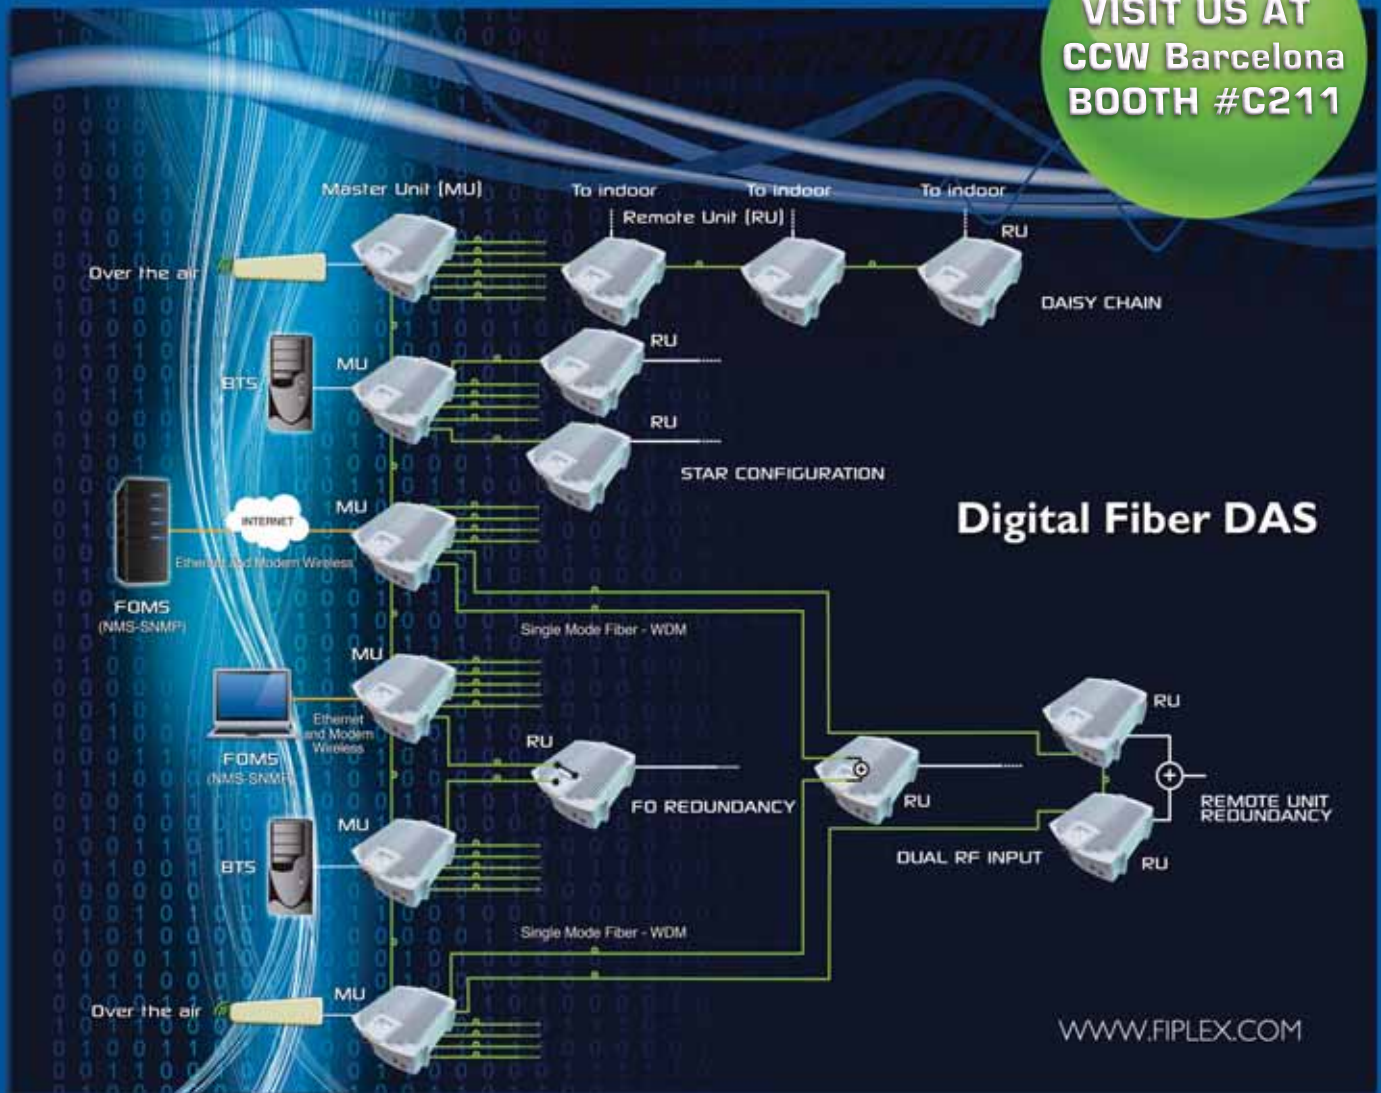 VISIT US AT
CCW Barcelona
BOOTH #C211
Master Unit (MU)
To indoor
To indoor
To indoor
Remote Unit (RU)
RU
Over the air
DAISY CHAIN
BTS
MU
RU
RU
STAR CONFIGURATION
MU
INTERNET
Ethernet and Modem Wireless
Digital Fiber DAS
FOMS
(NMS-SNMP)
Single Mode Fiber - WDM
MU
Ethernet
and Modem
Wireless
FOMS
(NMS-SNMP)
RU
RU
FO REDUNDANCY
RU
REMOTE UNIT
REDUNDANCY
MU
BTS
DUAL RF INPUT
RU
Single Mode Fiber - WDM
MU
Over the air
WWW.FIPLEX.COM